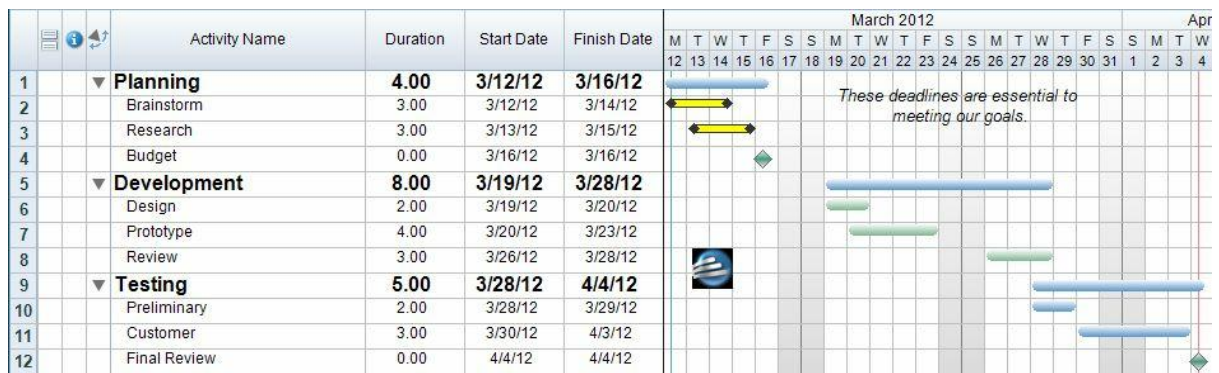 March 2012 Apr
Activity Name Duration Start Date Finish Date M T W T F S S M T W T F S S M T W T F S S M T W
12 13 14 15 16 17 18 19 20 21 22 23 24 25 26 27 28 29 30 31 1 2 3 4
1 Planning 4.00 3/12/12 3/16/12
These deadlines are essential to
meeting our goals.
2 Brainstorm 3.00 3/12/12 3/14/12
3 Research 3.00 3/13/12 3/15/12
4 Budget 0.00 3/16/12 3/16/12
5 Development 8.00 3/19/12 3/28/12
6 Design 2.00 3/19/12 3/20/12
7 Prototype 4.00 3/20/12 3/23/12
8 Review 3.00 3/26/12 3/28/12
9 Testing 5.00 3/28/12 4/4/12
10 Preliminary 2.00 3/28/12 3/29/12
11 Customer 3.00 3/30/12 4/3/12
12 Final Review 0.00 4/4/12 4/4/12